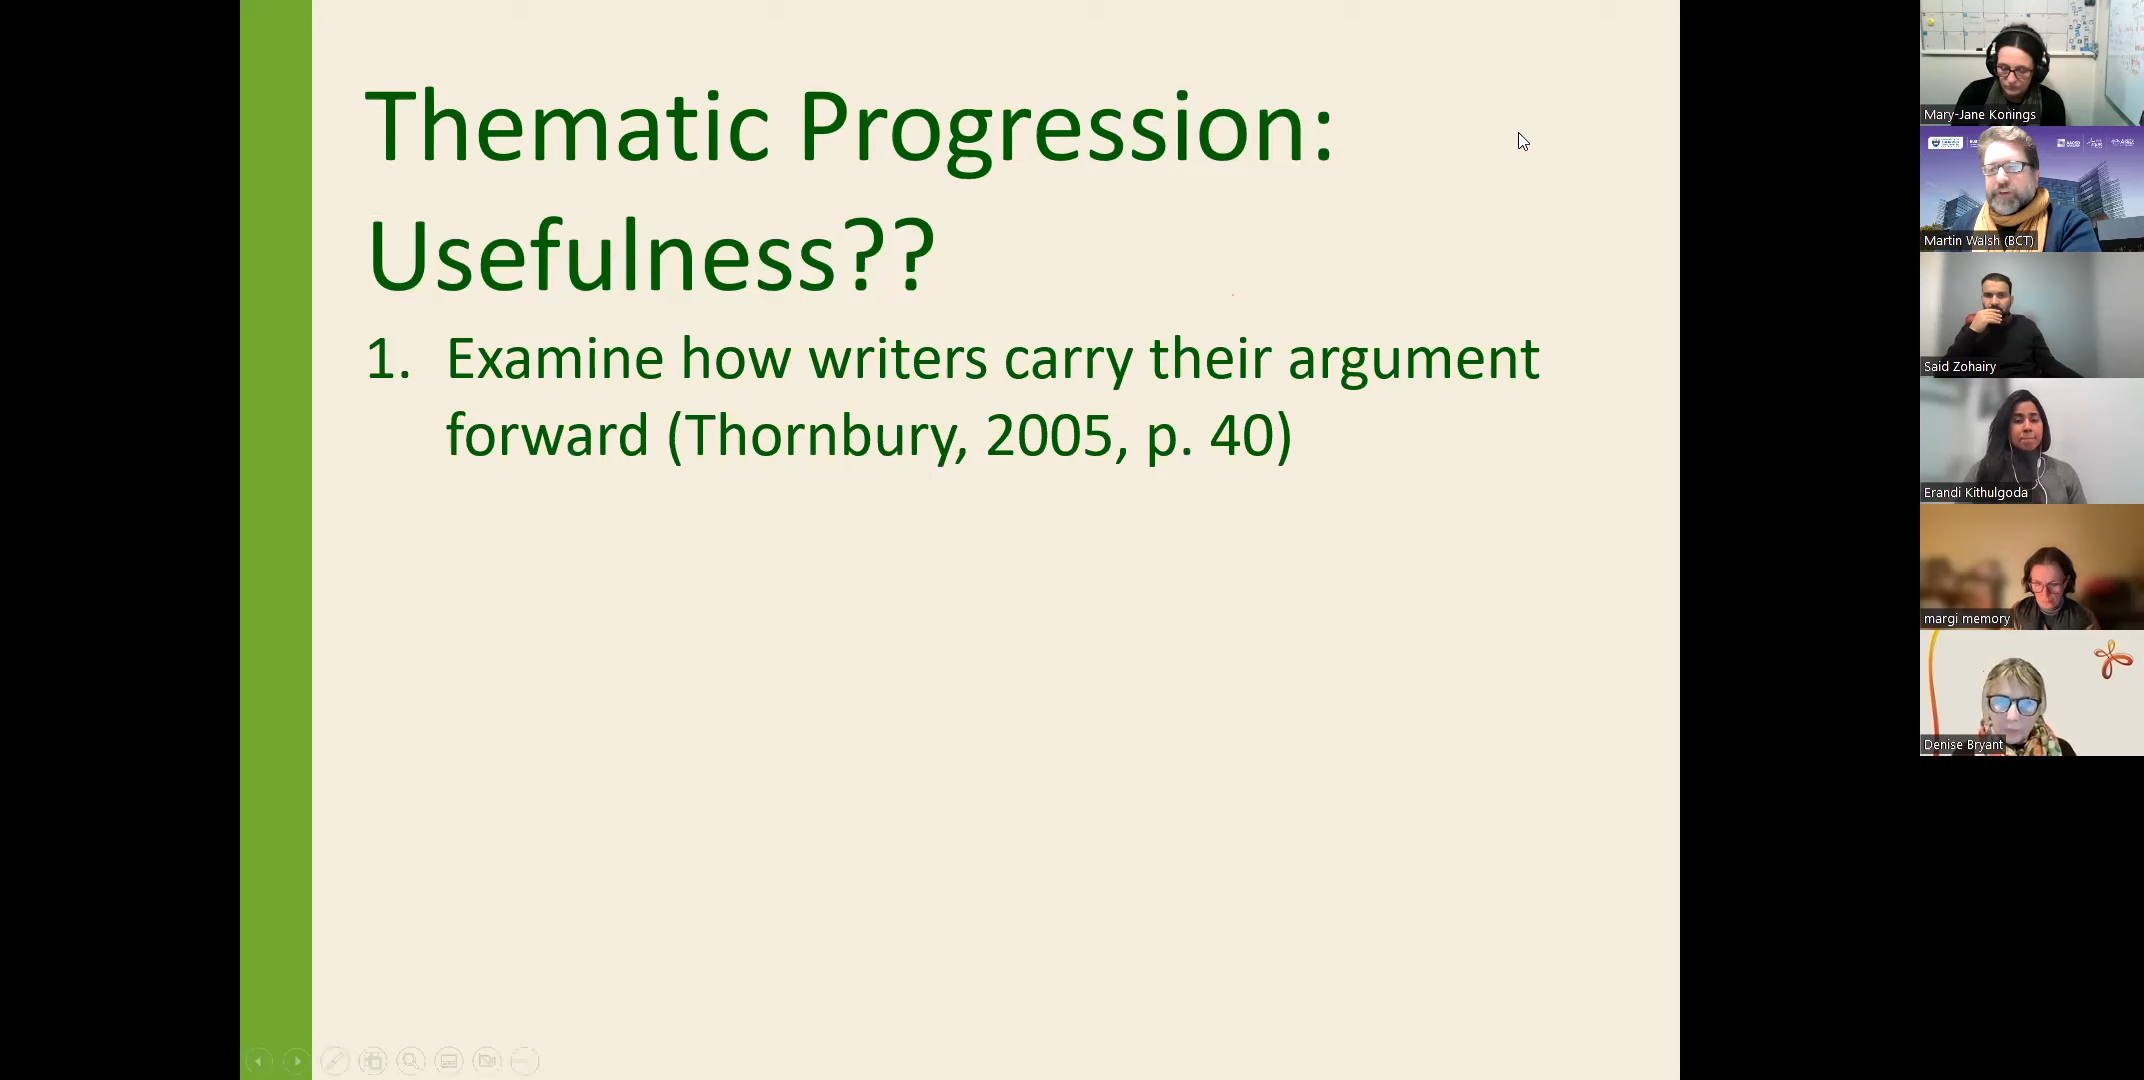 Thematic Progression:
Usefulness??
1. Examine how writers carry their argument
forward (Thornbury, 2005, p. 40)
Mary-Jane Konings
Martin Walsh (BCT)
Said Zohairy
Erandi Kithulgoda
margi memory
Denise Bryant